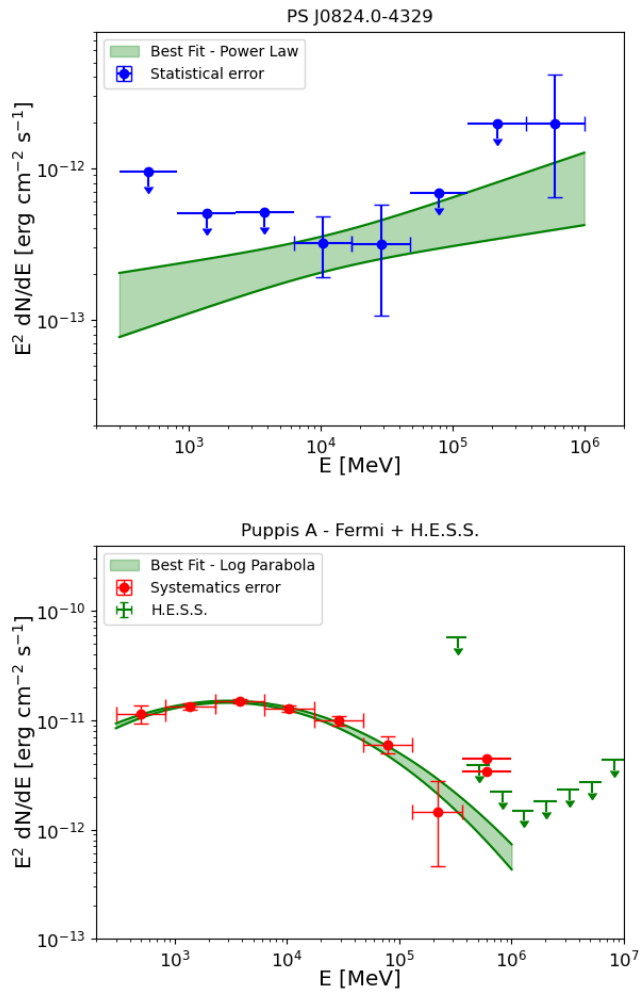 PS J0824.0-4329
Best Fit - Power Law
Statistical error
10⁻¹²
10⁻¹³
E² dN/dE [erg cm⁻² s⁻¹]
10³ 10⁴ 10⁵ 10⁶
E [MeV]
Puppis A - Fermi + H.E.S.S.
Best Fit - Log Parabola
Systematics error
H.E.S.S.
10⁻¹⁰
10⁻¹¹
10⁻¹²
10⁻¹³
E² dN/dE [erg cm⁻² s⁻¹]
10³ 10⁴ 10⁵ 10⁶ 10⁷
E [MeV]